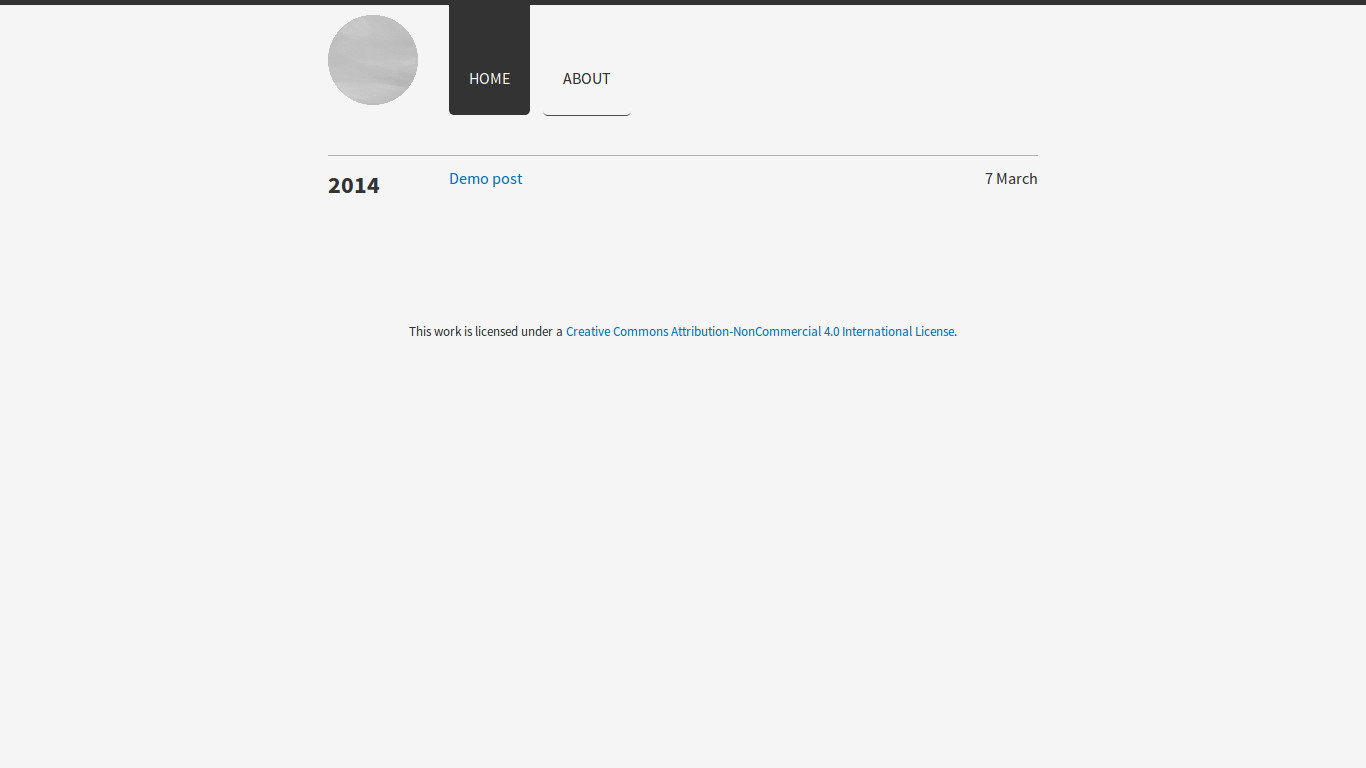 HOME
ABOUT
2014
Demo post
7 March
This work is licensed under a Creative Commons Attribution-NonCommercial 4.0 International License.